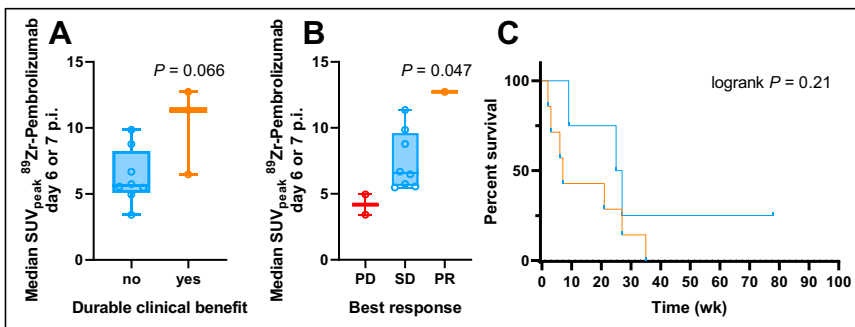 A
Median SUVpeak ⁸⁹Zr-Pembrolizumab
day 6 or 7 p.i.
P = 0.066
15
10
5
0
no yes
Durable clinical benefit
B
Median SUVpeak ⁸⁹Zr-Pembrolizumab
day 6 or 7 p.i.
P = 0.047
15
10
5
0
PD SD PR
Best response
C
logrank P = 0.21
Percent survival
100
50
0
0 10 20 30 40 50 60 70 80 90 100
Time (wk)